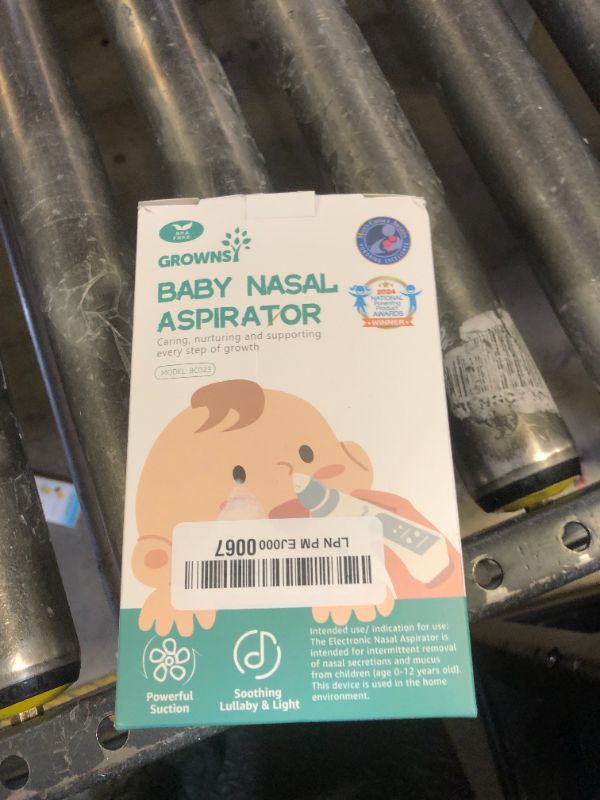 BPA
FREE
GROWNSY
BABY NASAL
ASPIRATOR
Caring, nurturing and supporting
every step of growth
MODEL: BC023
2024
NATIONAL
Parenting
Product
AWARDS
WINNER
LPN PM EJ000 0067
Powerful
Suction
Soothing
Lullaby & Light
Intended use/ indication for use:
The Electronic Nasal Aspirator is
intended for intermittent removal
of nasal secretions and mucus
from children (age 0-12 years old).
This device is used in the home
environment.